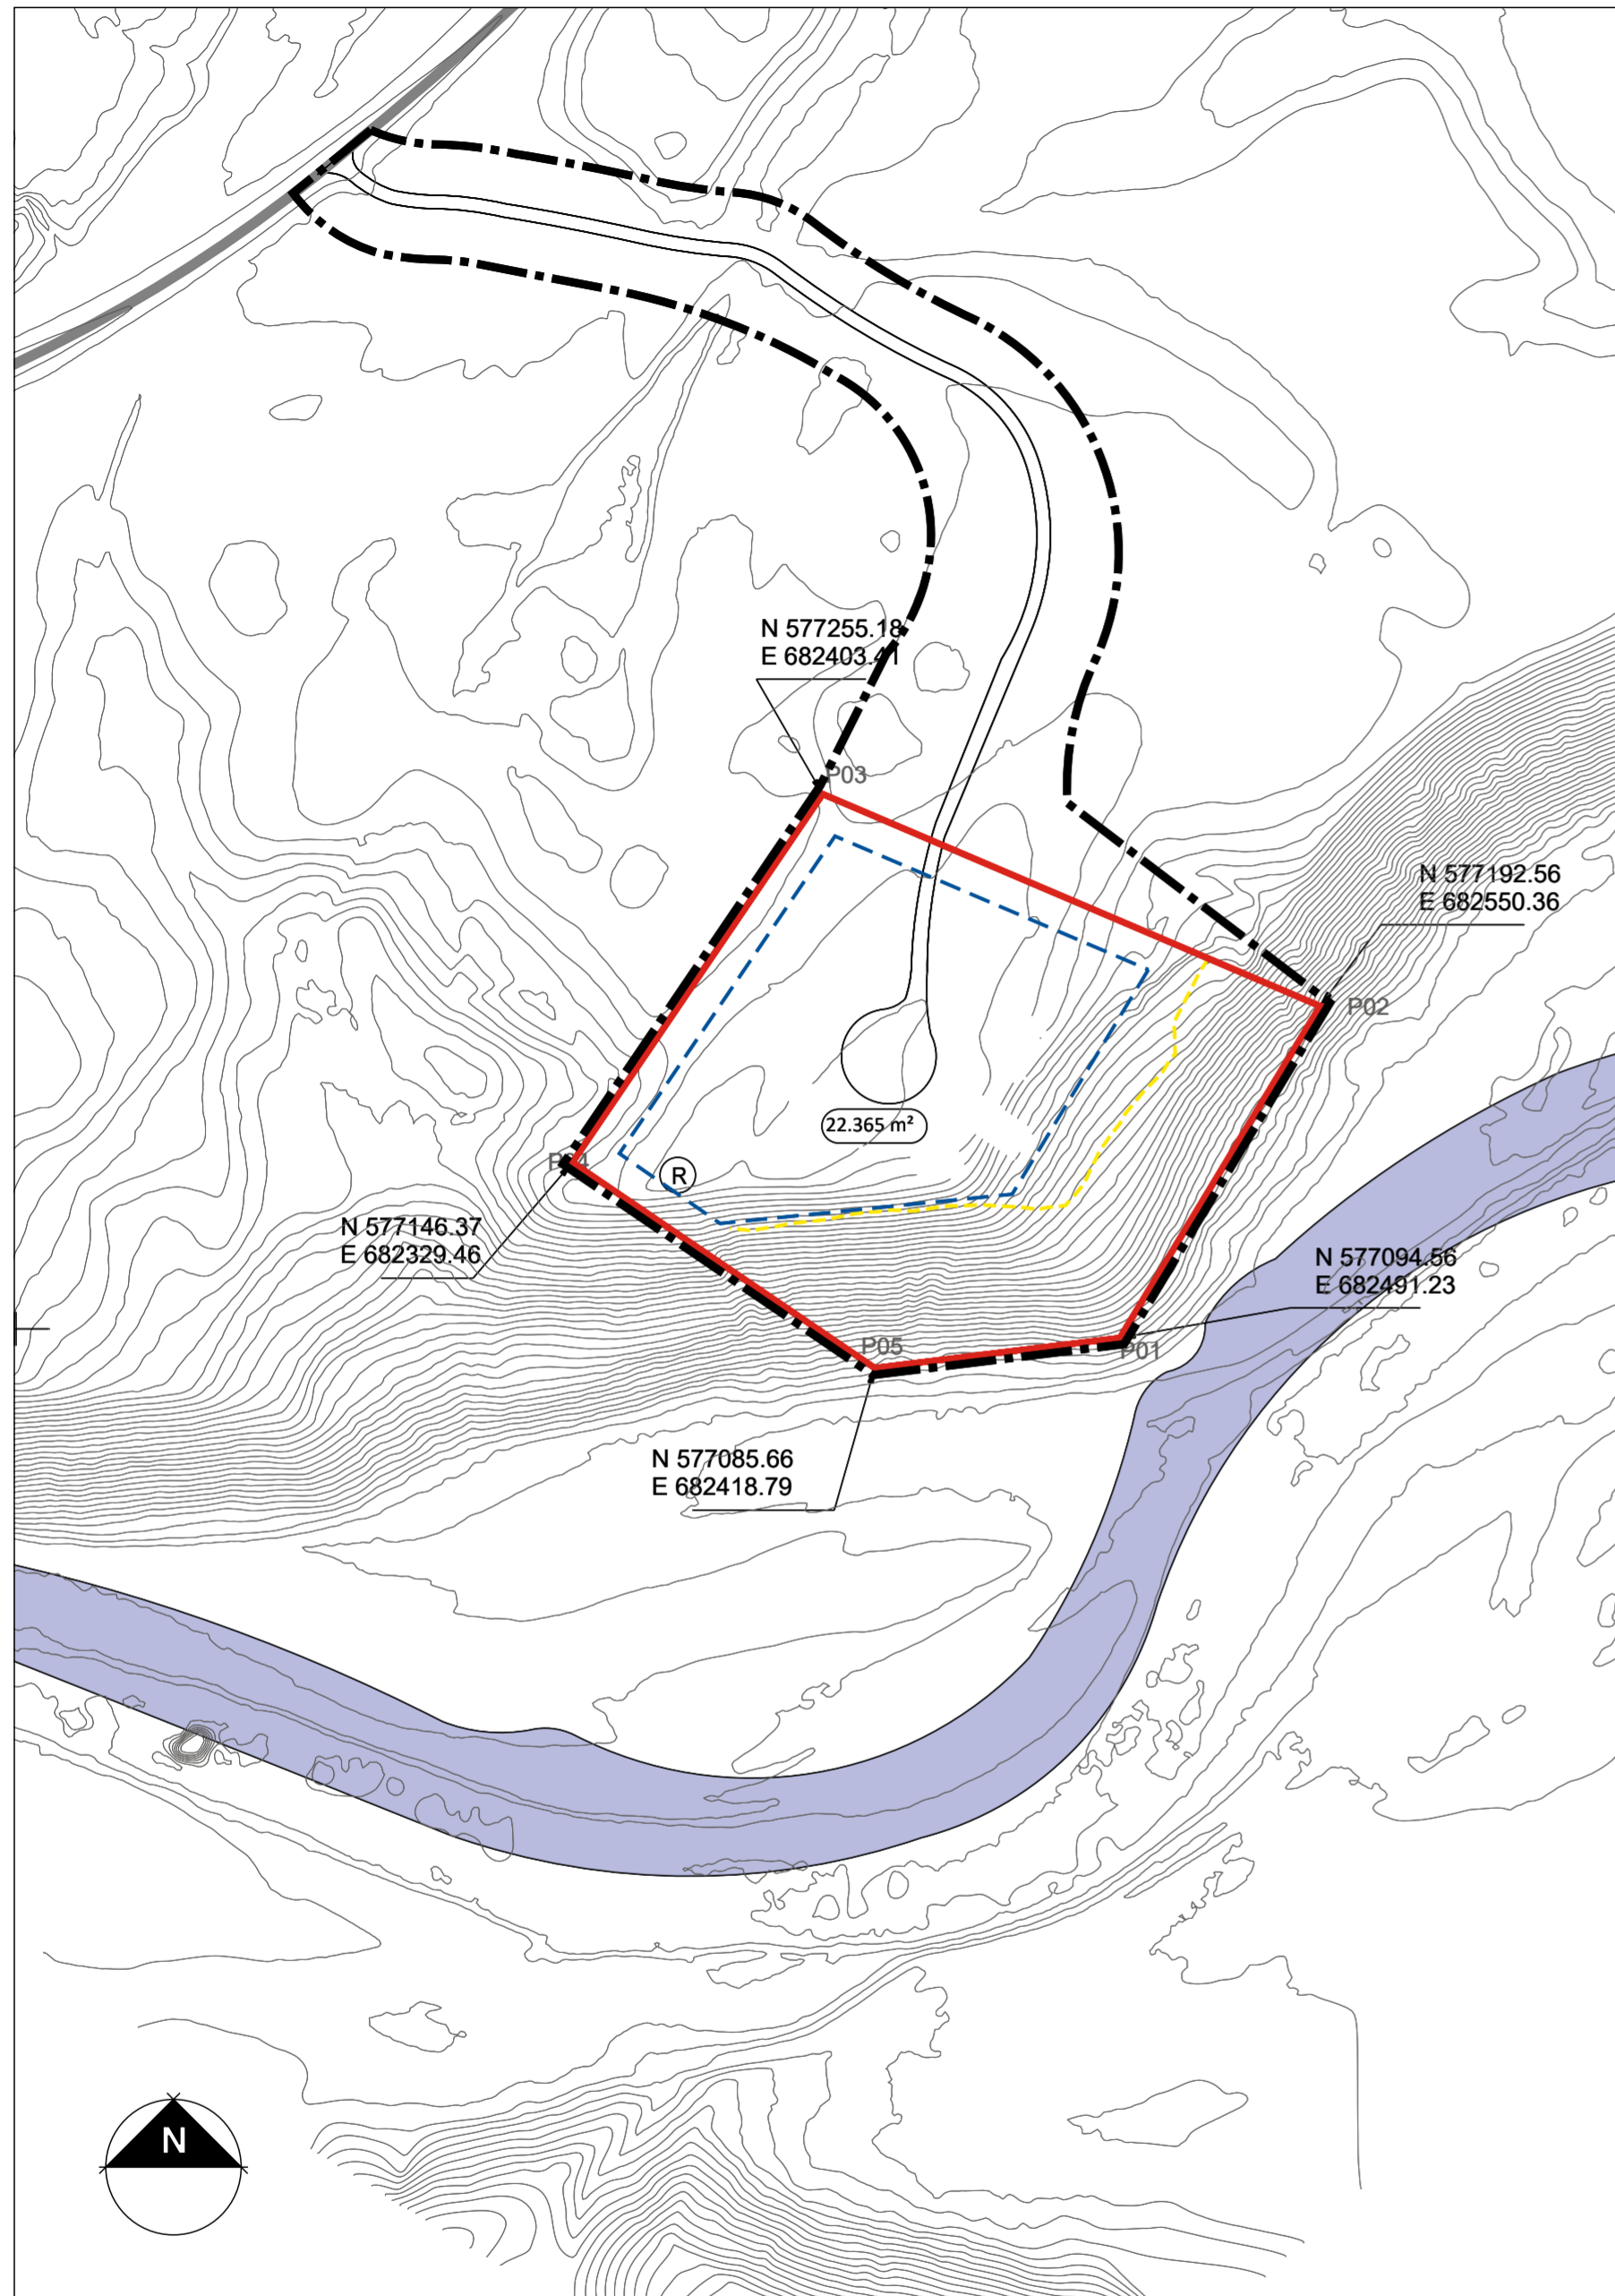 N 577255.18
E 682403.41
P03
N 577192.56
E 682550.36
P02
22.365 m²
P04
R
N 577146.37
E 682329.46
N 577094.56
E 682491.23
P05
P01
N 577085.66
E 682418.79
N